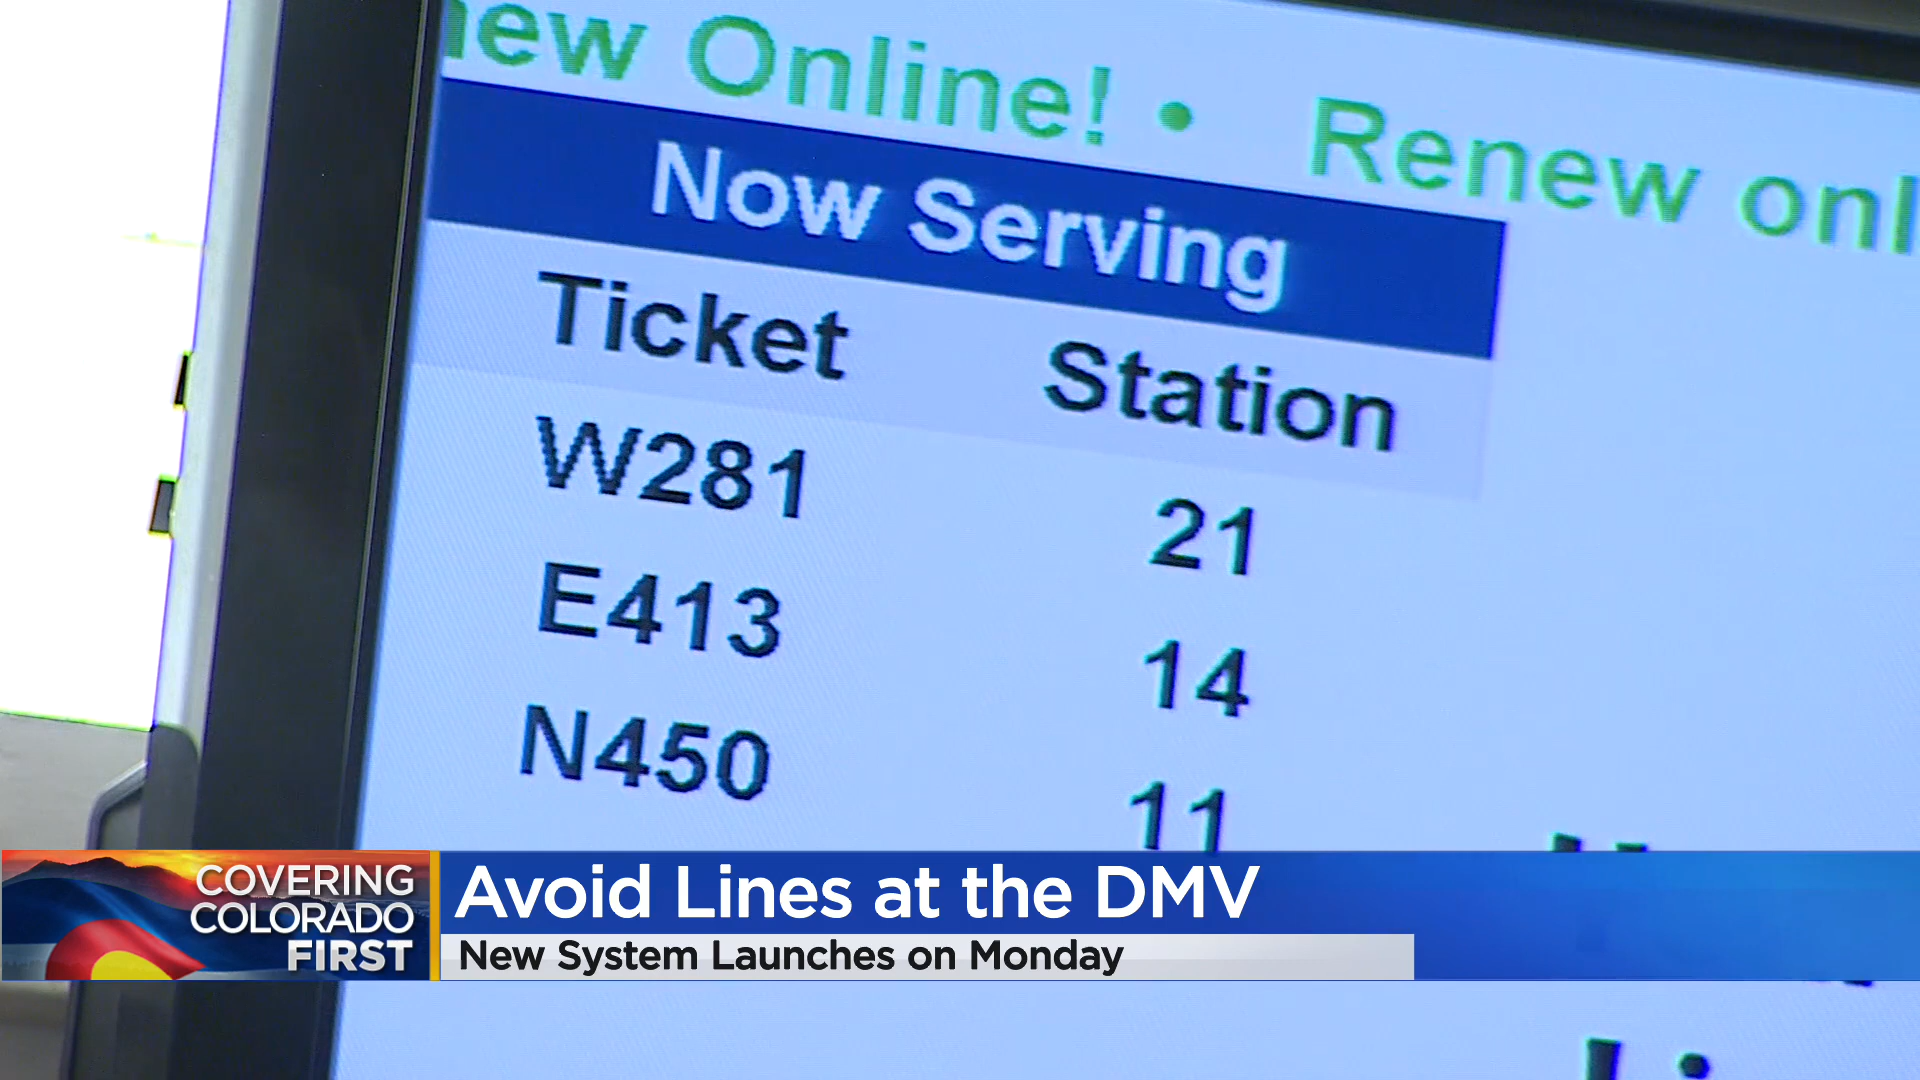 new Online! • Renew onl
Now Serving
Ticket Station
W281 21
E413 14
N450 11
COVERING
COLORADO
FIRST
Avoid Lines at the DMV
New System Launches on Monday